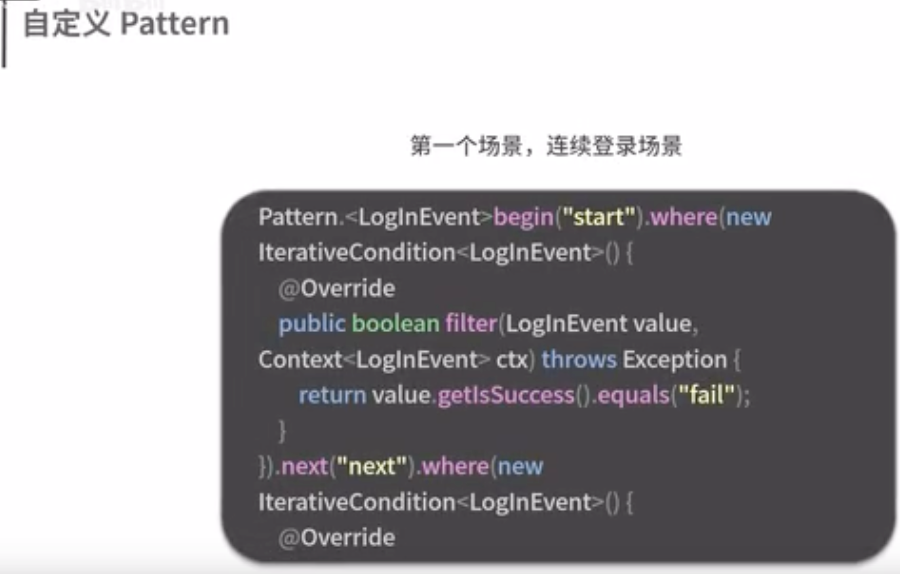 自定义 Pattern
第一个场景，连续登录场景
Pattern.<LogInEvent>begin("start").where(new
IterativeCondition<LogInEvent>() {
@Override
public boolean filter(LogInEvent value,
Context<LogInEvent> ctx) throws Exception {
return value.getIsSuccess().equals("fail");
}
}).next("next").where(new
IterativeCondition<LogInEvent>() {
@Override